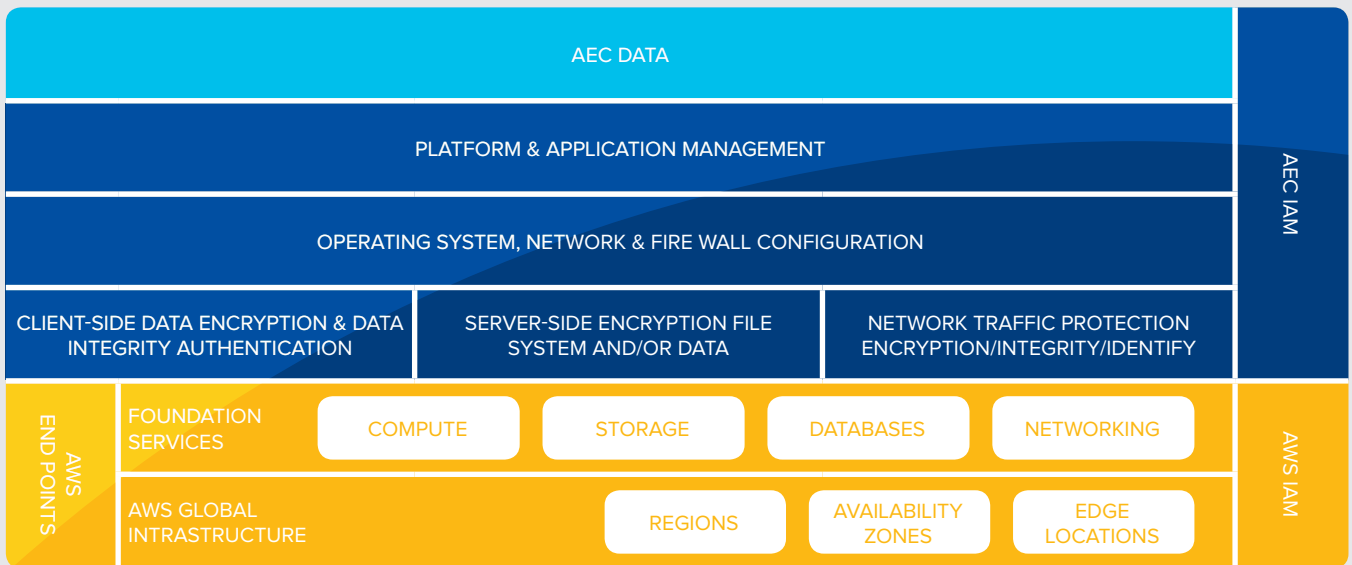 AEC DATA
PLATFORM & APPLICATION MANAGEMENT
OPERATING SYSTEM, NETWORK & FIRE WALL CONFIGURATION
CLIENT-SIDE DATA ENCRYPTION & DATA
INTEGRITY AUTHENTICATION
SERVER-SIDE ENCRYPTION FILE
SYSTEM AND/OR DATA
NETWORK TRAFFIC PROTECTION
ENCRYPTION/INTEGRITY/IDENTIFY
AEC IAM
AWS
END POINTS
FOUNDATION
SERVICES
COMPUTE
STORAGE
DATABASES
NETWORKING
AWS GLOBAL
INTRASTRUCTURE
REGIONS
AVAILABILITY
ZONES
EDGE
LOCATIONS
AWS IAM